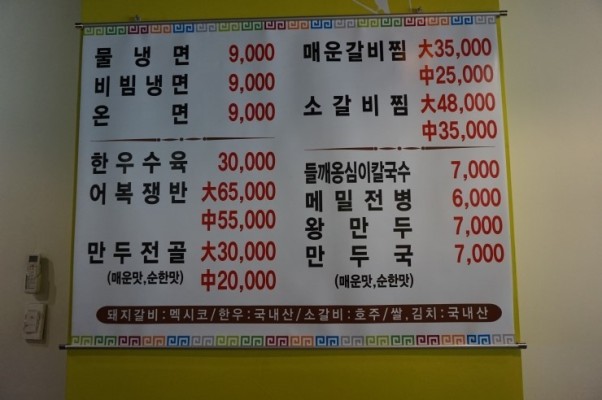 물냉면 9,000
비빔냉면 9,000
온면 9,000
한우수육 30,000
어복쟁반 大65,000
中55,000
만두전골 大30,000
(매운맛,순한맛) 中20,000
매운갈비찜 大35,000
中25,000
소갈비찜 大48,000
中35,000
들깨옹심이칼국수 7,000
메밀전병 6,000
왕만두 7,000
만두국 7,000
(매운맛,순한맛)
돼지갈비:멕시코/한우:국내산/소갈비:호주/쌀,김치:국내산